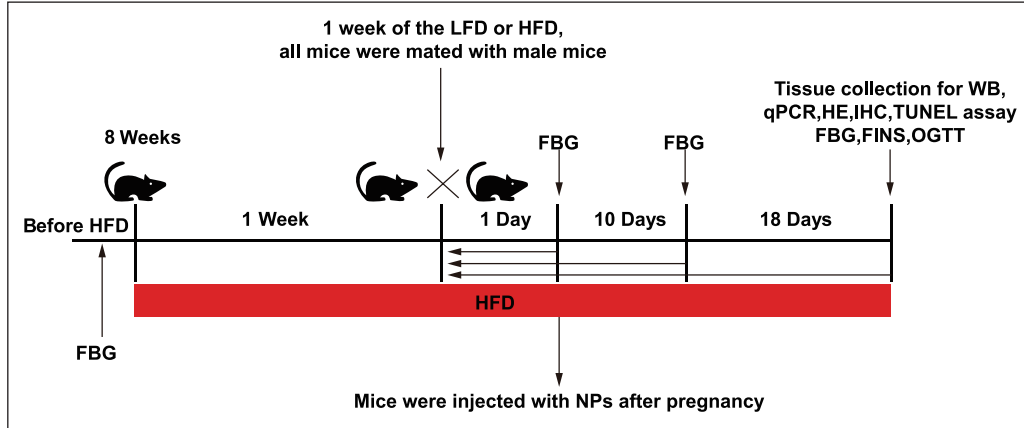 1 week of the LFD or HFD,
all mice were mated with male mice
Tissue collection for WB,
qPCR,HE,IHC,TUNEL assay
FBG,FINS,OGTT
8 Weeks
FBG
FBG
Before HFD
1 Week
1 Day
10 Days
18 Days
HFD
FBG
Mice were injected with NPs after pregnancy